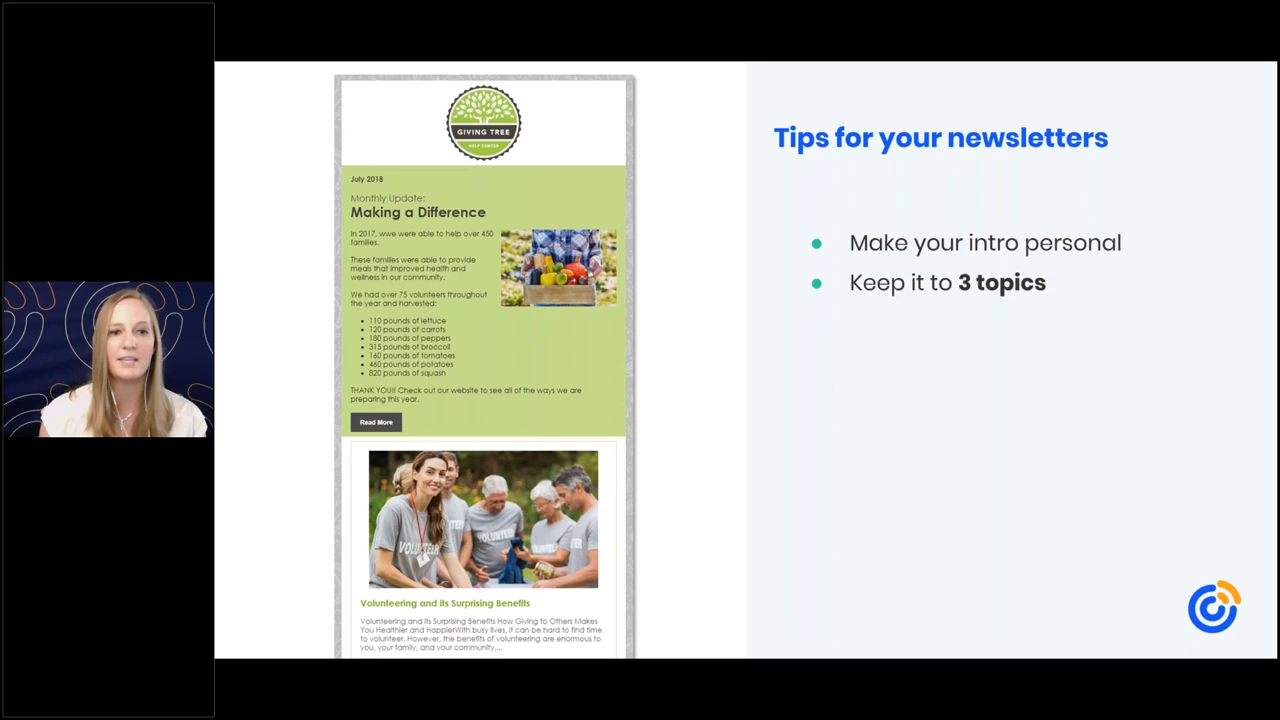 GIVING TREE
HELP CENTER
July 2018
Monthly Update:
Making a Difference
In 2017, wwe were able to help over 450
families.
These families were able to provide
meals that improved health and
wellness in our community.
We had over 75 volunteers throughout
the year and harvested:
• 110 pounds of lettuce
• 120 pounds of carrots
• 180 pounds of peppers
• 315 pounds of broccoli
• 160 pounds of tomatoes
• 460 pounds of potatoes
• 820 pounds of squash
THANK YOU!! Check out our website to see all of the ways we are
preparing this year.
Read More
VOLUNTEER
VOLUNTEER
Volunteering and its Surprising Benefits
Volunteering and Its Surprising Benefits How Giving to Others Makes
You Healthier and HappierWith busy lives, it can be hard to find time
to volunteer. However, the benefits of volunteering are enormous to
you, your family, and your community....
Tips for your newsletters
• Make your intro personal
• Keep it to 3 topics